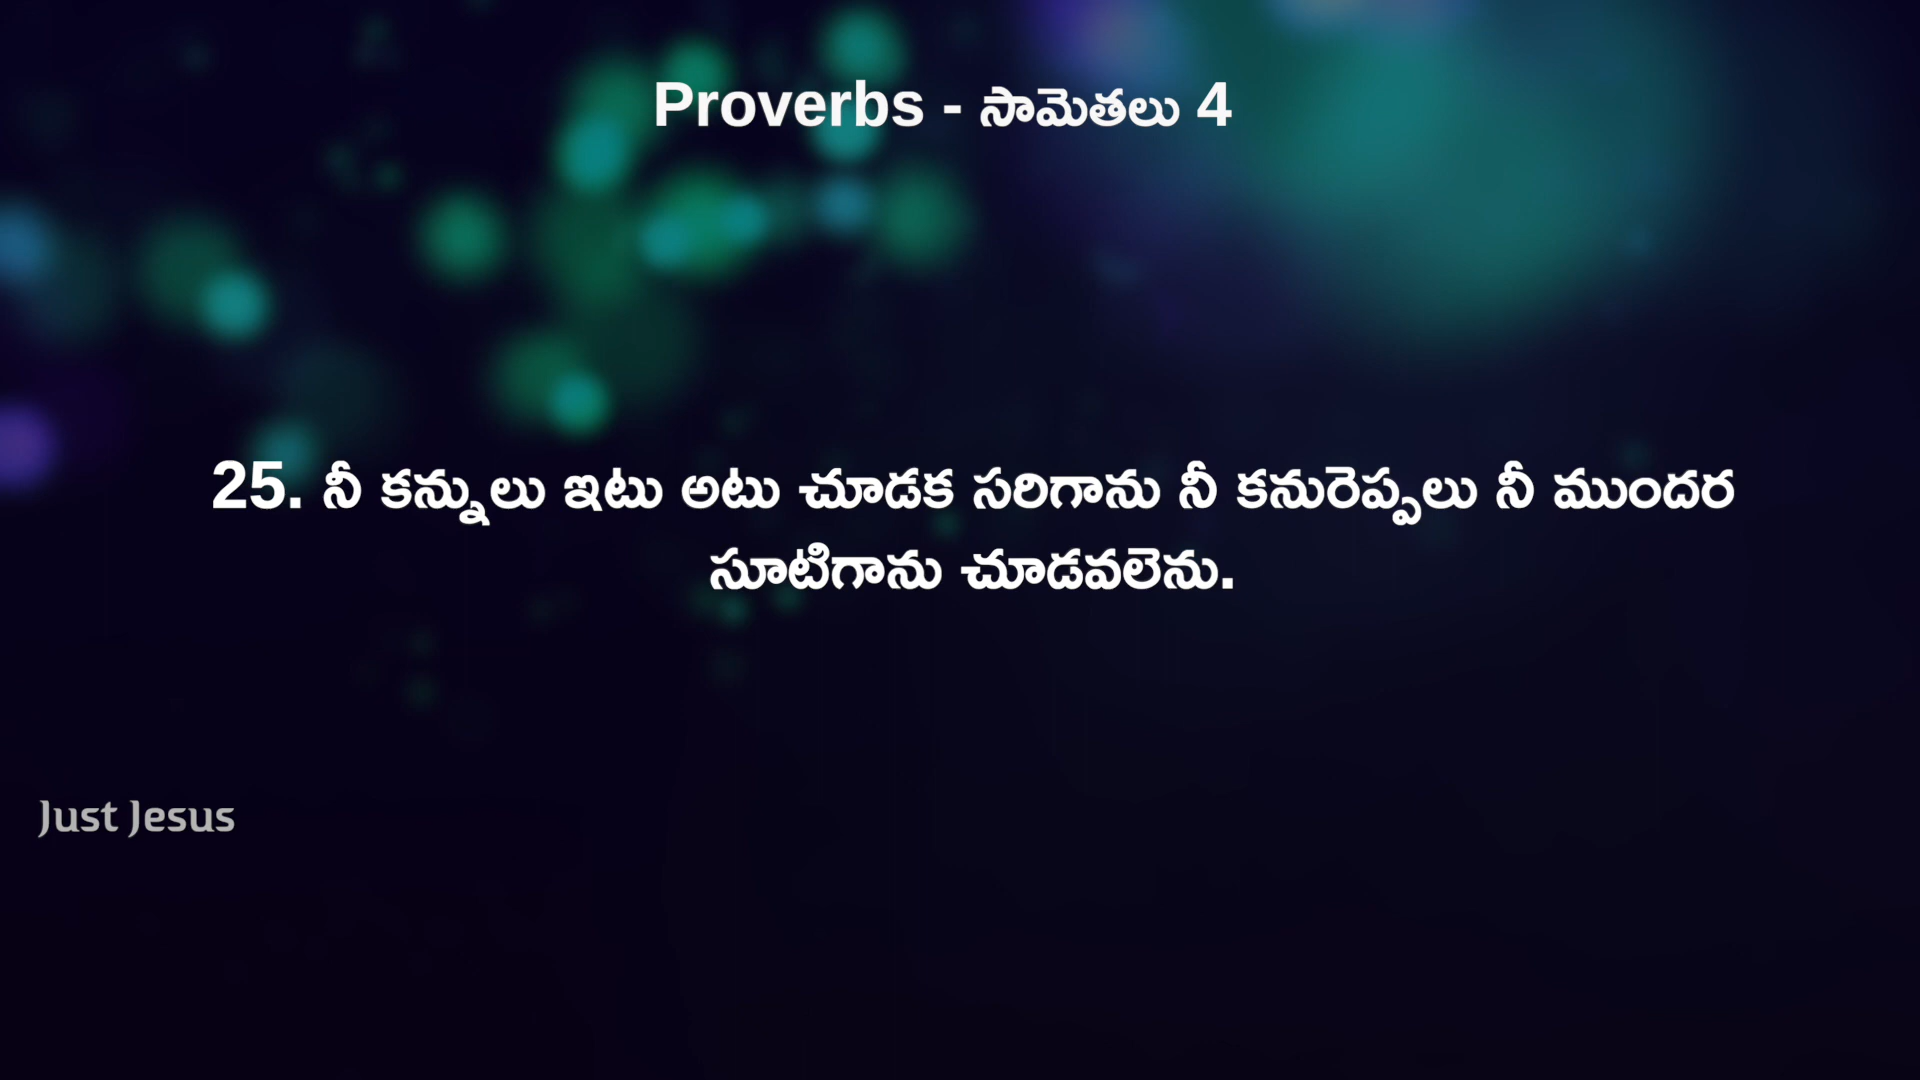 Proverbs - సామెతలు 4
25. నీ కన్నులు ఇటు అటు చూడక సరిగాను నీ కనురెప్పలు నీ ముందర
సూటిగాను చూడవలెను.
Just Jesus